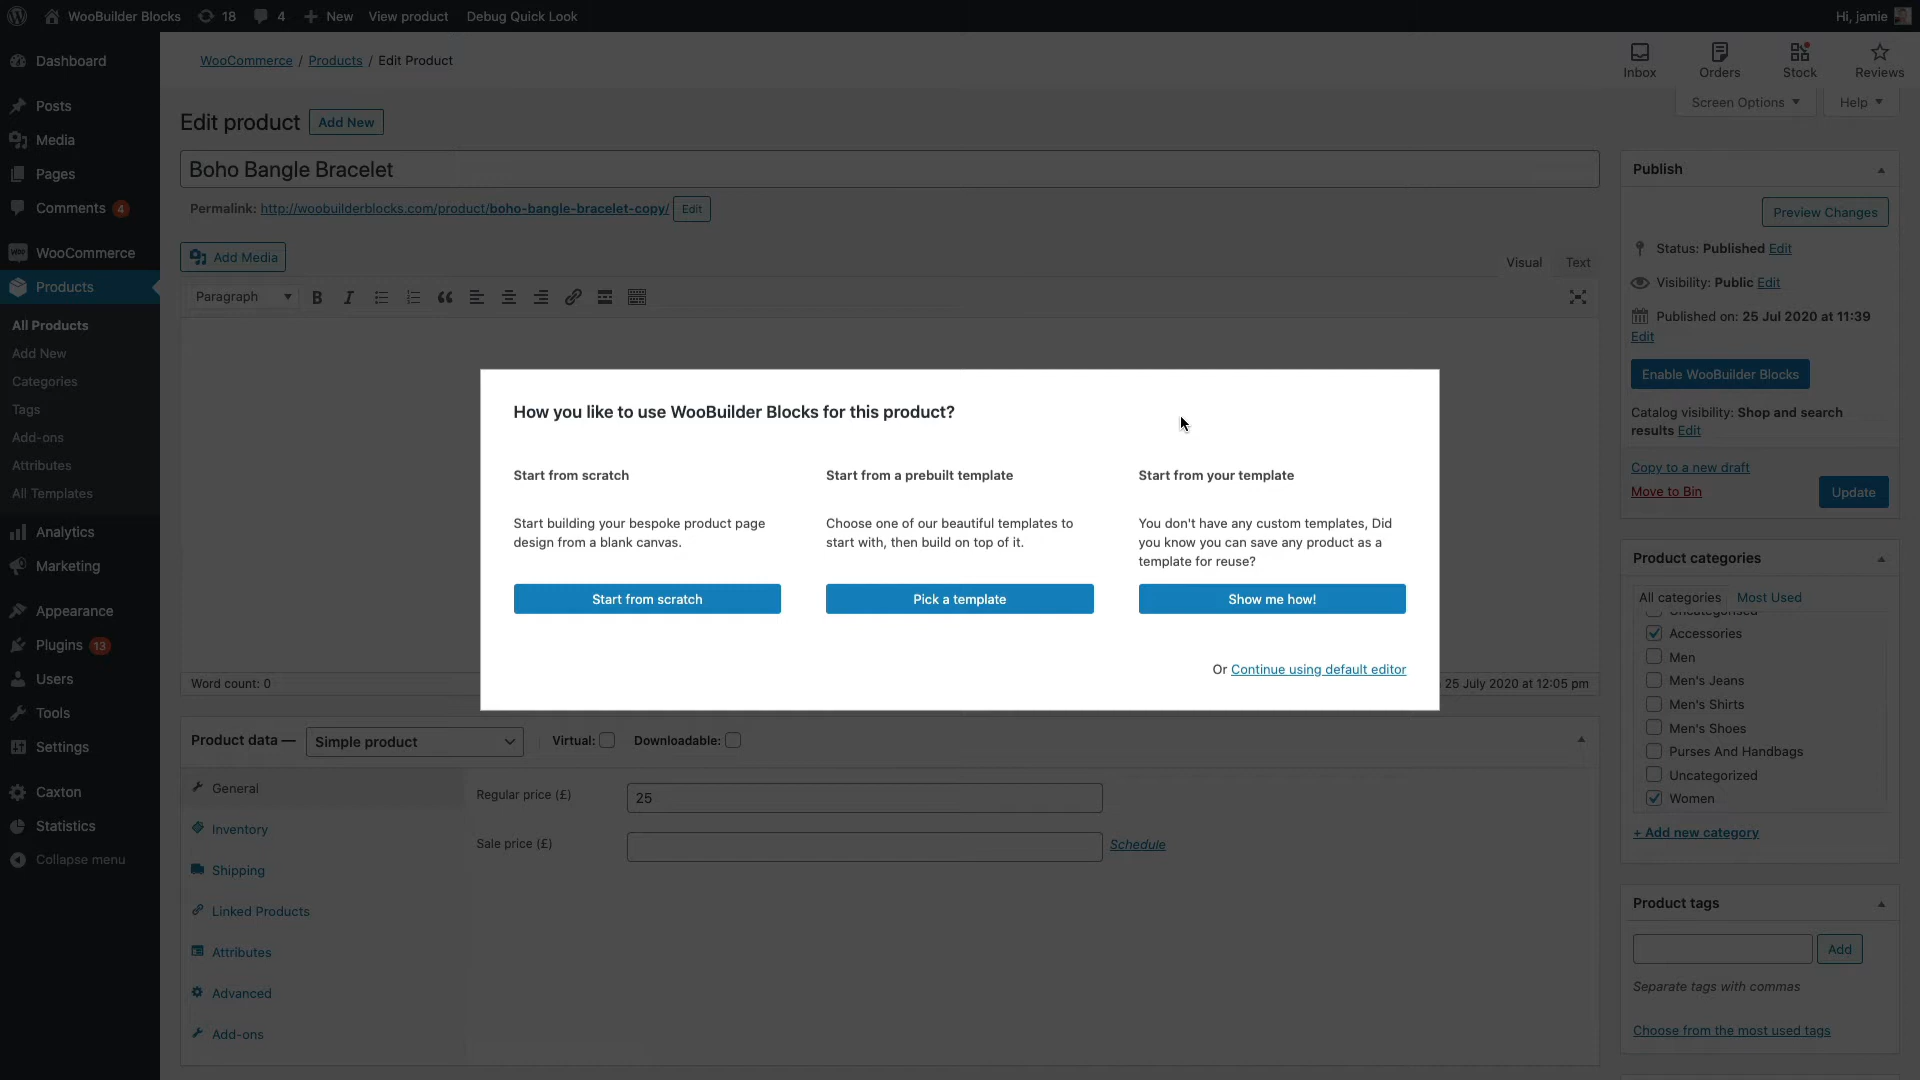 WooBuilder Blocks 18 4 New View product Debug Quick Look
Hi, jamie
Dashboard
Posts
Media
Pages
Comments 4
WooCommerce
Products
All Products
Add New
Categories
Tags
Add-ons
Attributes
All Templates
Analytics
Marketing
Appearance
Plugins 13
Users
Tools
Settings
Caxton
Statistics
Collapse menu
WooCommerce / Products / Edit Product
Inbox
Orders
Stock
Reviews
Screen Options
Help
Edit product Add New
Boho Bangle Bracelet
Permalink: http://woobuilderblocks.com/product/boho-bangle-bracelet-copy/ Edit
Add Media
Visual Text
Paragraph
How you like to use WooBuilder Blocks for this product?
Start from scratch
Start building your bespoke product page
design from a blank canvas.
Start from scratch
Start from a prebuilt template
Choose one of our beautiful templates to
start with, then build on top of it.
Pick a template
Start from your template
You don't have any custom templates, Did
you know you can save any product as a
template for reuse?
Show me how!
Or Continue using default editor
Word count: 0
25 July 2020 at 12:05 pm
Product data — Simple product Virtual: Downloadable:
General
Inventory
Shipping
Linked Products
Attributes
Advanced
Add-ons
Regular price (£) 25
Sale price (£) Schedule
Publish
Preview Changes
Status: Published Edit
Visibility: Public Edit
Published on: 25 Jul 2020 at 11:39
Edit
Enable WooBuilder Blocks
Catalog visibility: Shop and search
results Edit
Copy to a new draft
Move to Bin
Update
Product categories
All categories Most Used
Uncategorised
Accessories
Men
Men's Jeans
Men's Shirts
Men's Shoes
Purses And Handbags
Uncategorized
Women
+ Add new category
Product tags
Add
Separate tags with commas
Choose from the most used tags